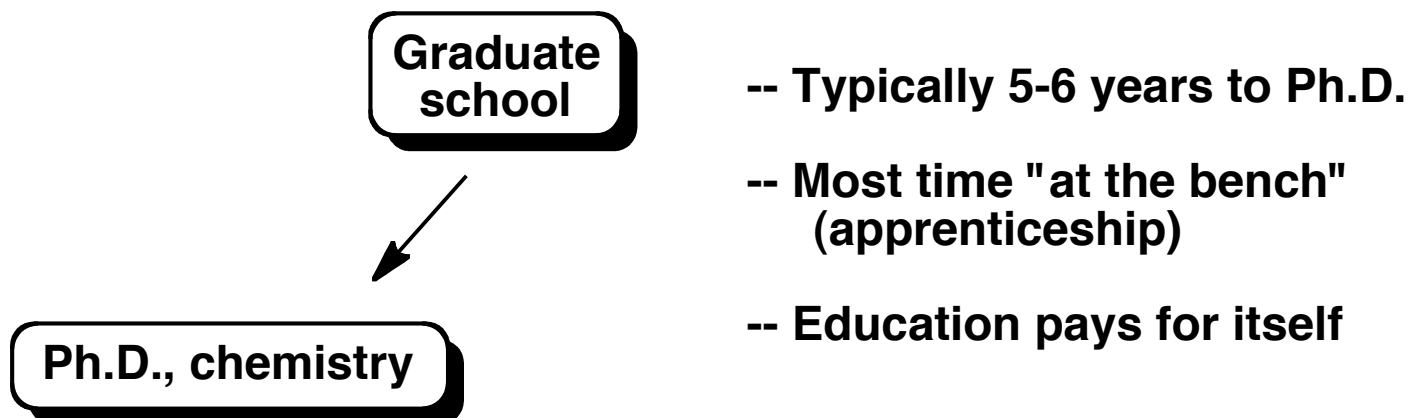 Graduate
school
-- Typically 5-6 years to Ph.D.
-- Most time "at the bench"
(apprenticeship)
-- Education pays for itself
Ph.D., chemistry